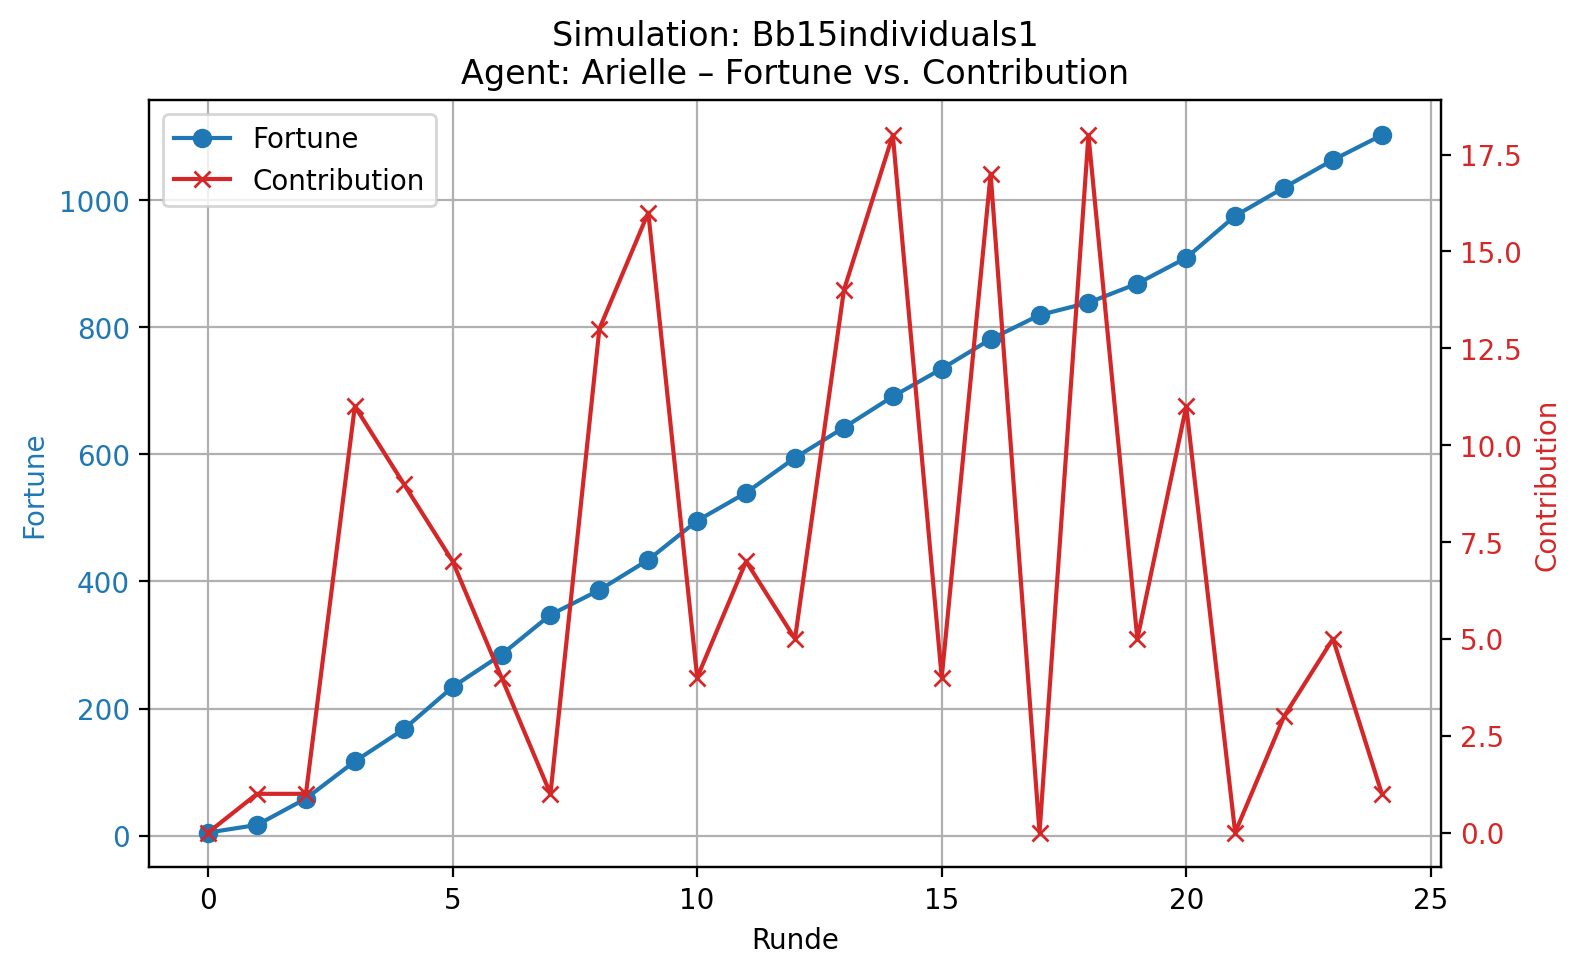 Simulation: Bb15individuals1
Agent: Arielle – Fortune vs. Contribution
Fortune
Contribution
1000
800
600
400
200
0
Fortune
17.5
15.0
12.5
10.0
7.5
5.0
2.5
0.0
Contribution
0 5 10 15 20 25
Runde